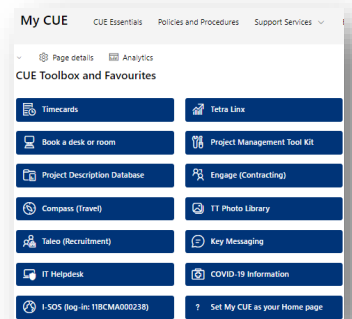 My CUE CUE Essentials Policies and Procedures Support Services
Page details Analytics
CUE Toolbox and Favourites
Timecards Tetra Linx
Book a desk or room Project Management Tool Kit
Project Description Database Engage (Contracting)
Compass (Travel) TT Photo Library
Taleo (Recruitment) Key Messaging
IT Helpdesk COVID-19 Information
I-SOS (log-in: 11BCMA000238) ? Set My CUE as your Home page